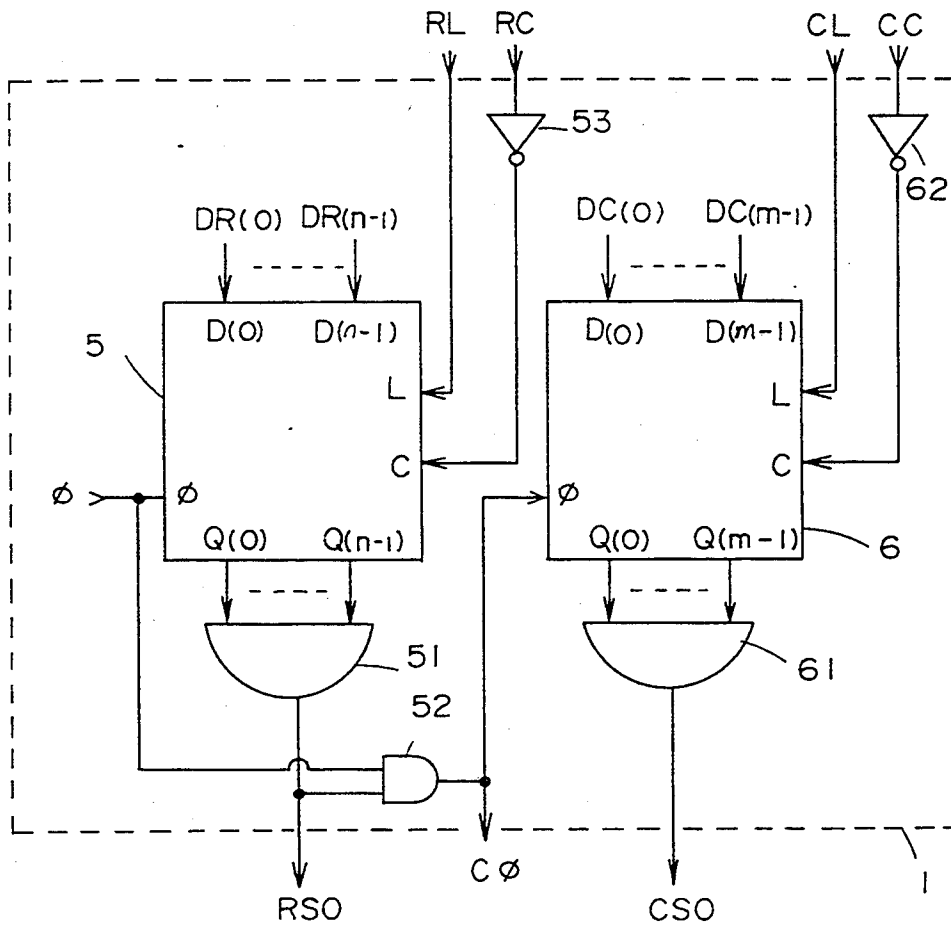 RL RC CL CC
53
62
DR(0) DR(n-1) DC(0) DC(m-1)
D(0) D(n-1) D(0) D(m-1)
5
L L
C C
Ø Ø Ø
Q(0) Q(n-1) Q(0) Q(m-1)
6
51 61
52
CØ
1
RSO CSO